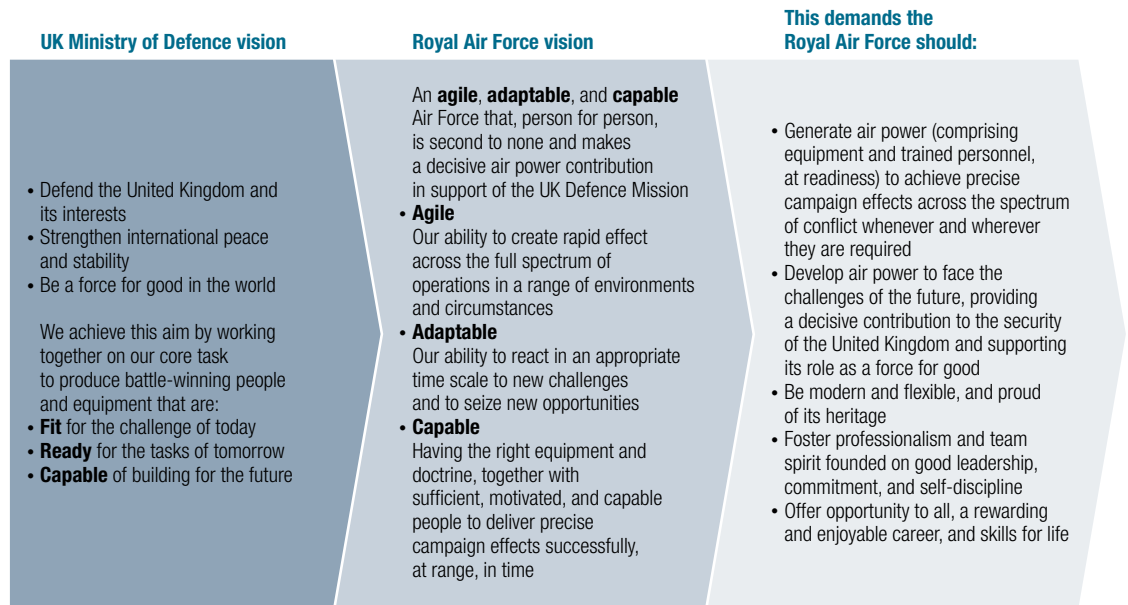 UK Ministry of Defence vision
• Defend the United Kingdom and
its interests
• Strengthen international peace
and stability
• Be a force for good in the world
We achieve this aim by working
together on our core task
to produce battle-winning people
and equipment that are:
• Fit for the challenge of today
• Ready for the tasks of tomorrow
• Capable of building for the future
Royal Air Force vision
An agile, adaptable, and capable
Air Force that, person for person,
is second to none and makes
a decisive air power contribution
in support of the UK Defence Mission
• Agile
Our ability to create rapid effect
across the full spectrum of
operations in a range of environments
and circumstances
• Adaptable
Our ability to react in an appropriate
time scale to new challenges
and to seize new opportunities
• Capable
Having the right equipment and
doctrine, together with
sufficient, motivated, and capable
people to deliver precise
campaign effects successfully,
at range, in time
This demands the
Royal Air Force should:
• Generate air power (comprising
equipment and trained personnel,
at readiness) to achieve precise
campaign effects across the spectrum
of conflict whenever and wherever
they are required
• Develop air power to face the
challenges of the future, providing
a decisive contribution to the security
of the United Kingdom and supporting
its role as a force for good
• Be modern and flexible, and proud
of its heritage
• Foster professionalism and team
spirit founded on good leadership,
commitment, and self-discipline
• Offer opportunity to all, a rewarding
and enjoyable career, and skills for life